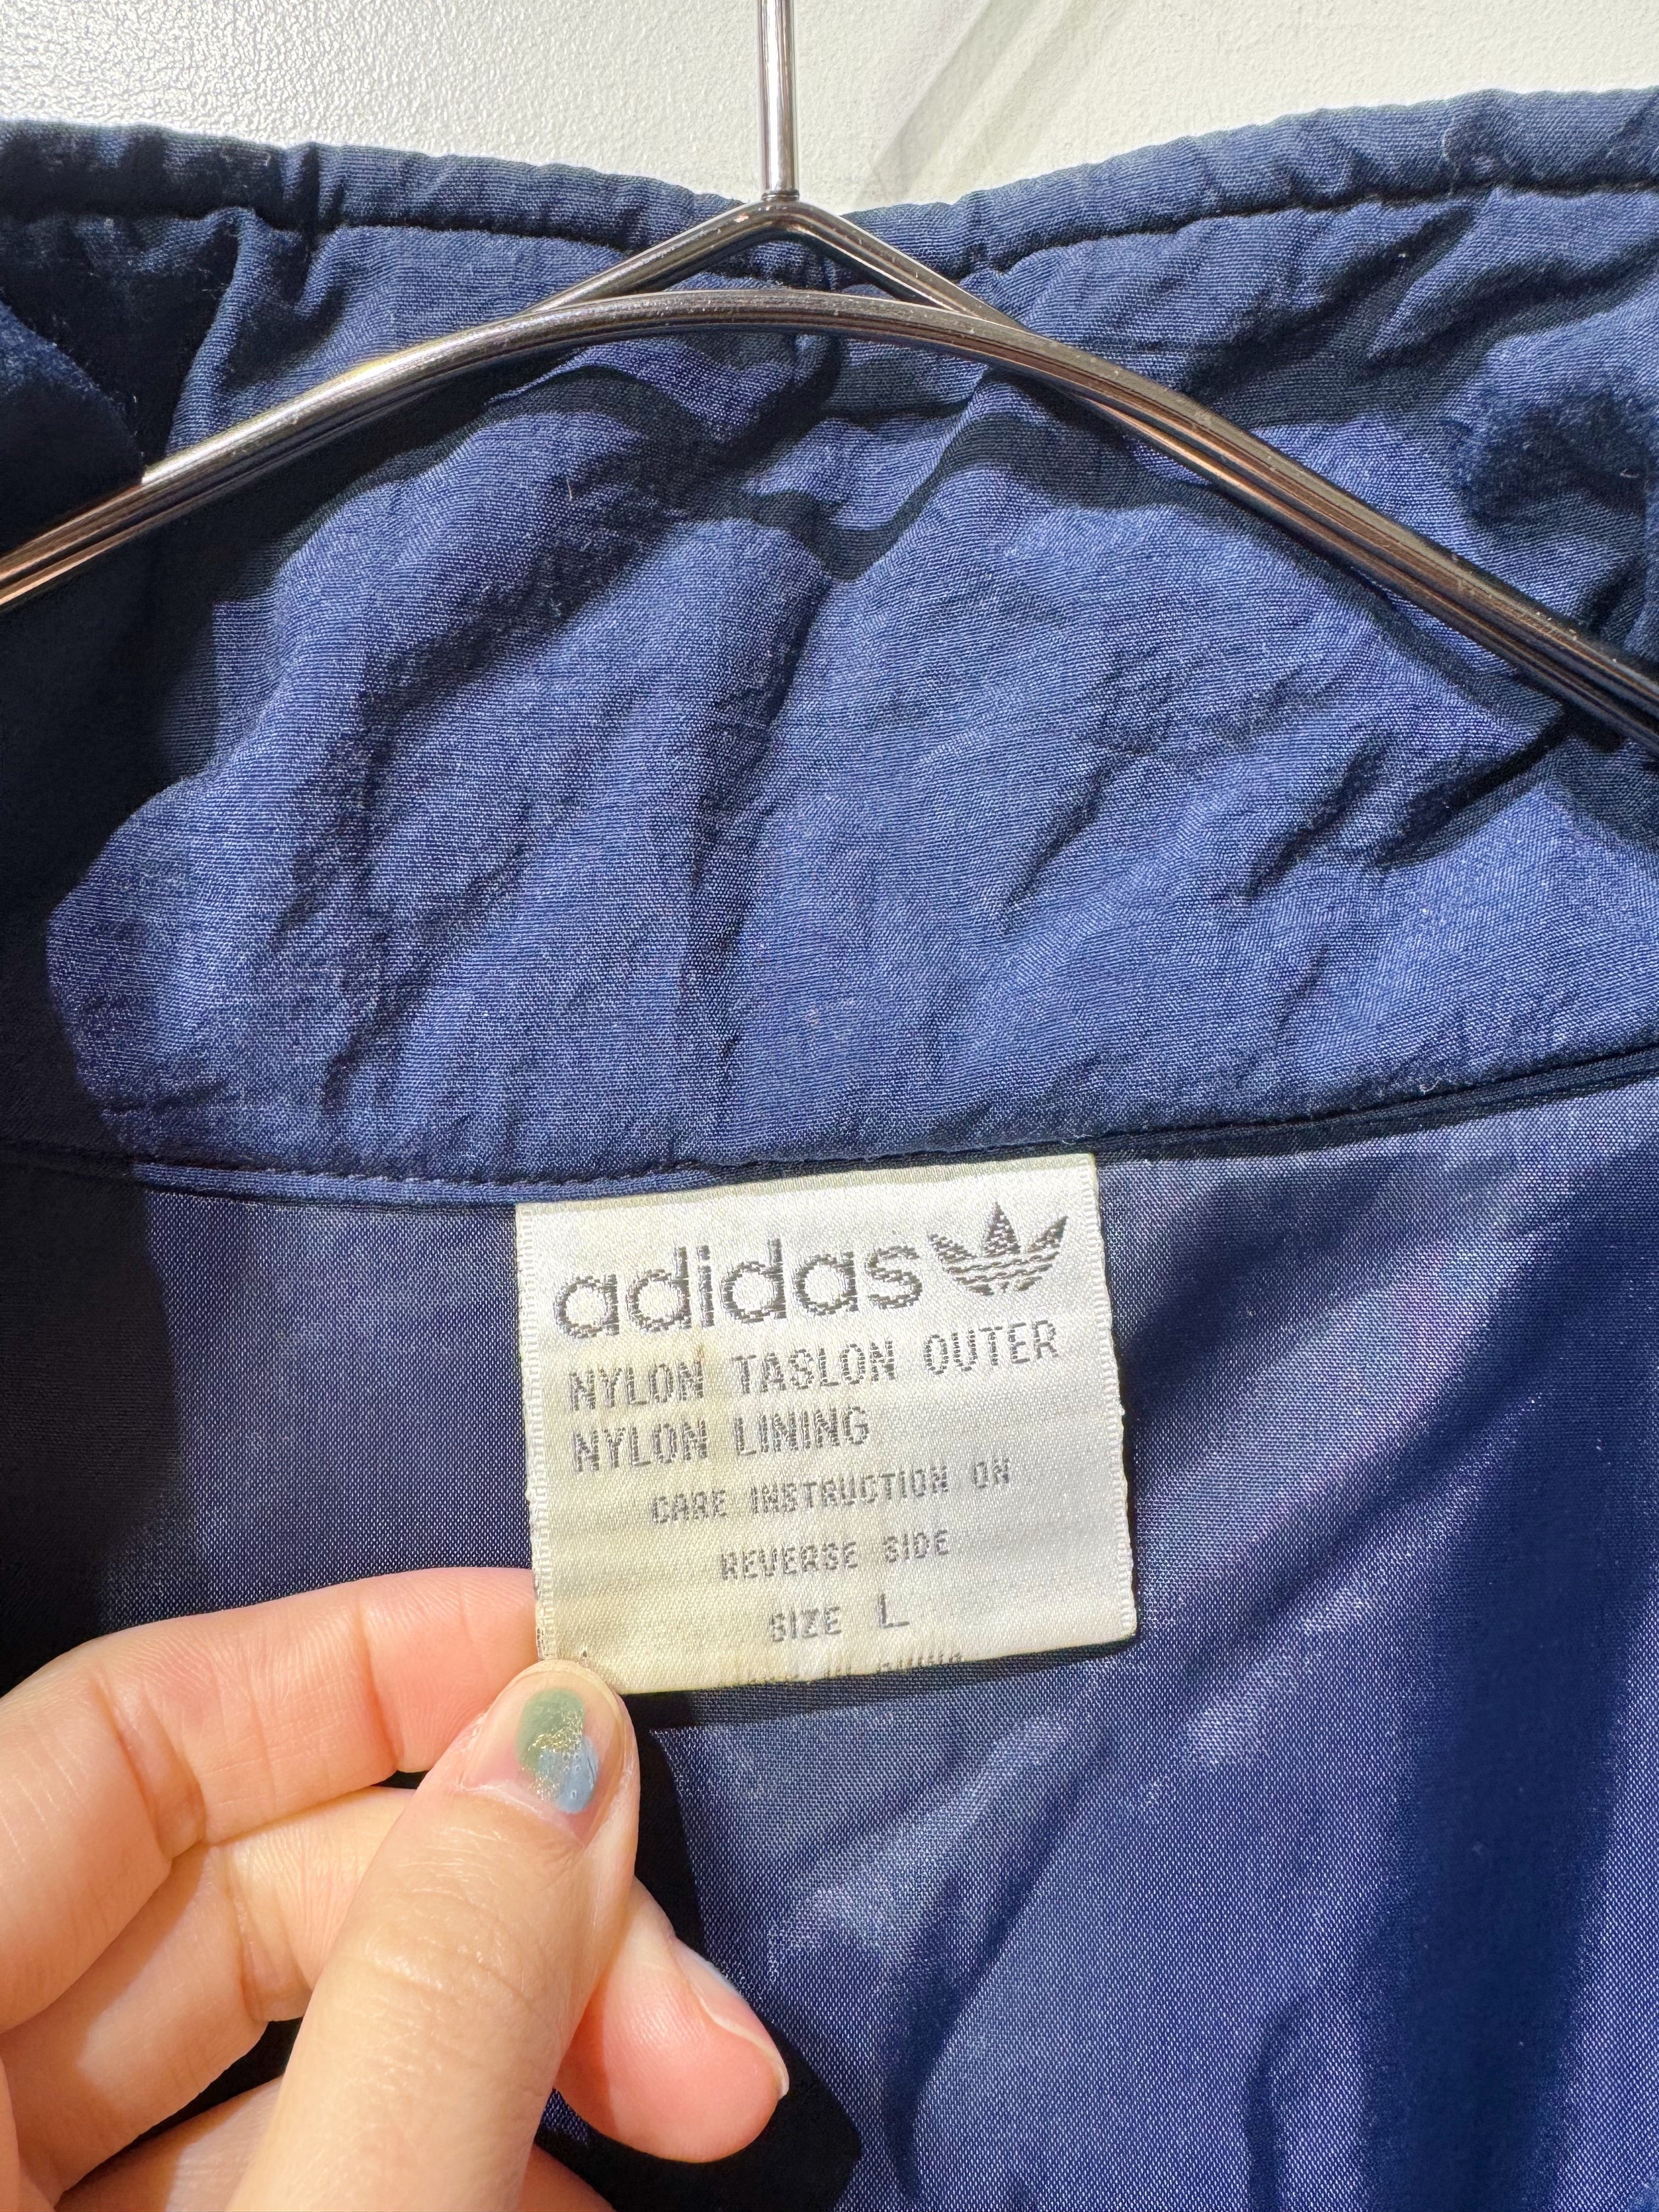 adidas
NYLON TASLON OUTER
NYLON LINING
CARE INSTRUCTION ON
REVERSE SIDE
SIZE L